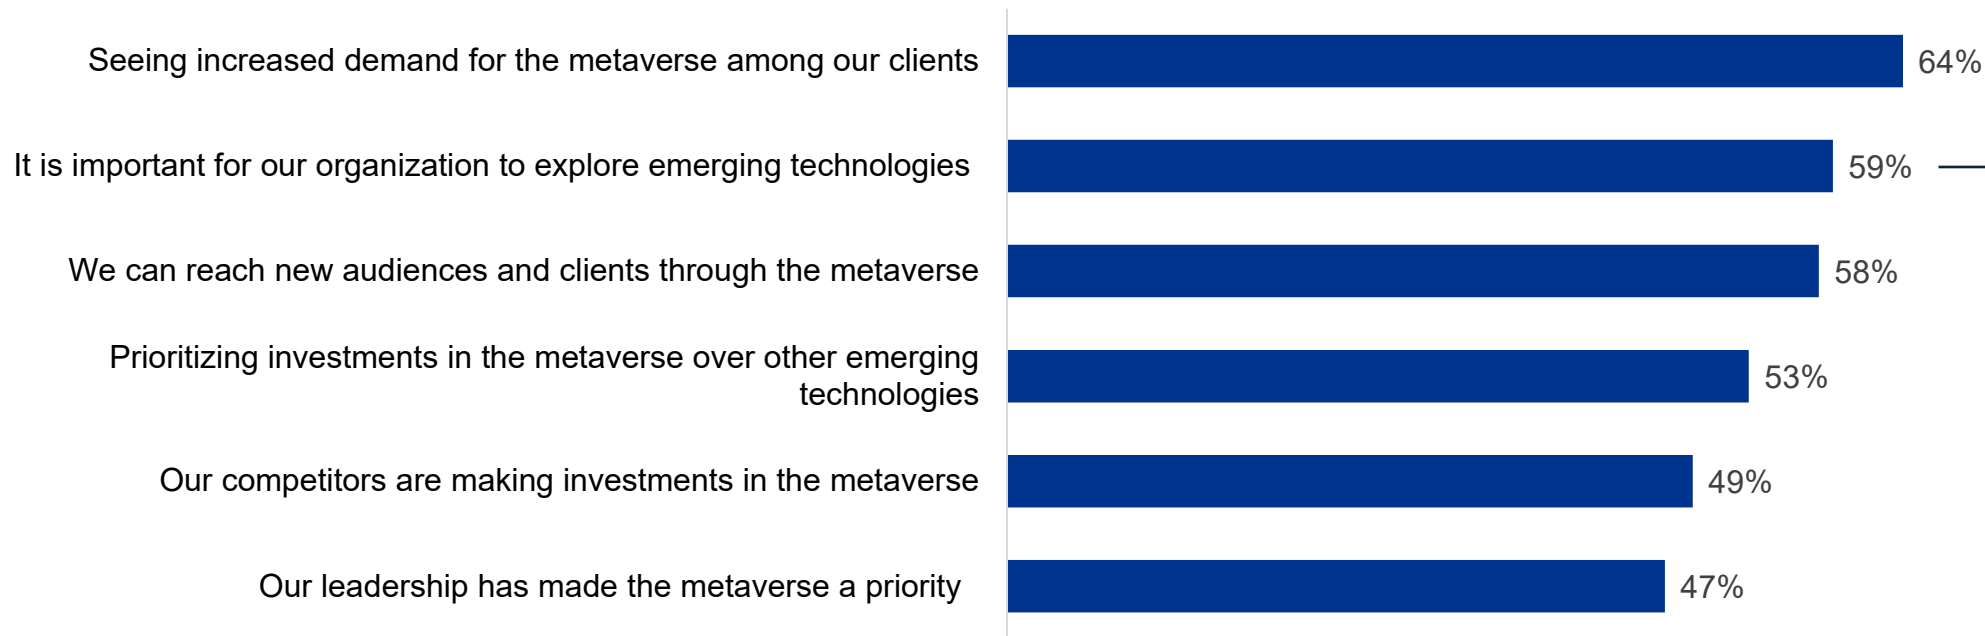 Seeing increased demand for the metaverse among our clients
64%
It is important for our organization to explore emerging technologies
59%
We can reach new audiences and clients through the metaverse
58%
Prioritizing investments in the metaverse over other emerging
technologies
53%
Our competitors are making investments in the metaverse
49%
Our leadership has made the metaverse a priority
47%